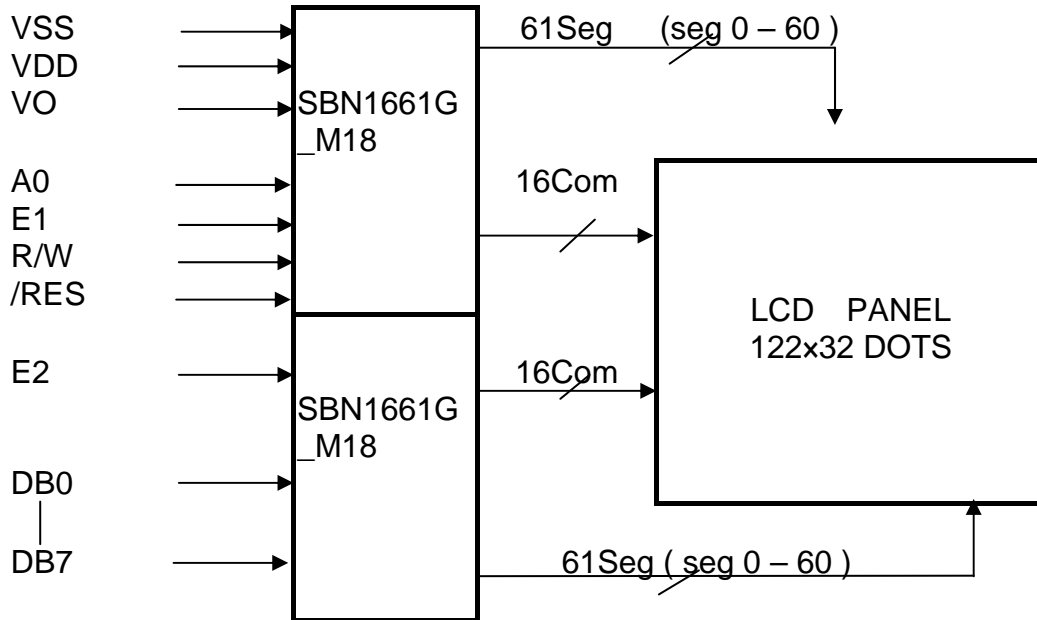 VSS
VDD
VO
A0
E1
R/W
/RES
E2
DB0
DB7
SBN1661G
_M18
SBN1661G
_M18
61Seg (seg 0 – 60 )
16Com
16Com
61Seg ( seg 0 – 60 )
LCD PANEL
122x32 DOTS